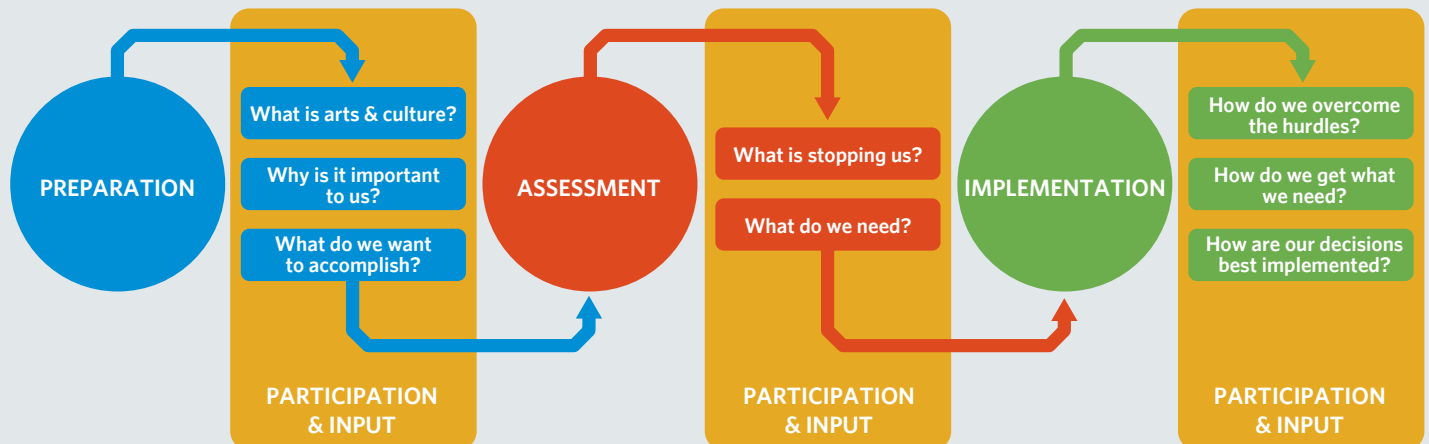 PREPARATION
What is arts & culture?
Why is it important
to us?
What do we want
to accomplish?
PARTICIPATION
& INPUT
ASSESSMENT
What is stopping us?
What do we need?
PARTICIPATION
& INPUT
IMPLEMENTATION
How do we overcome
the hurdles?
How do we get what
we need?
How are our decisions
best implemented?
PARTICIPATION
& INPUT